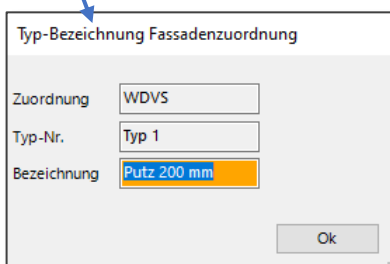 Typ-Bezeichnung Fassadenzuordnung
Zuordnung WDVS
Typ-Nr. Typ 1
Bezeichnung Putz 200 mm
Ok